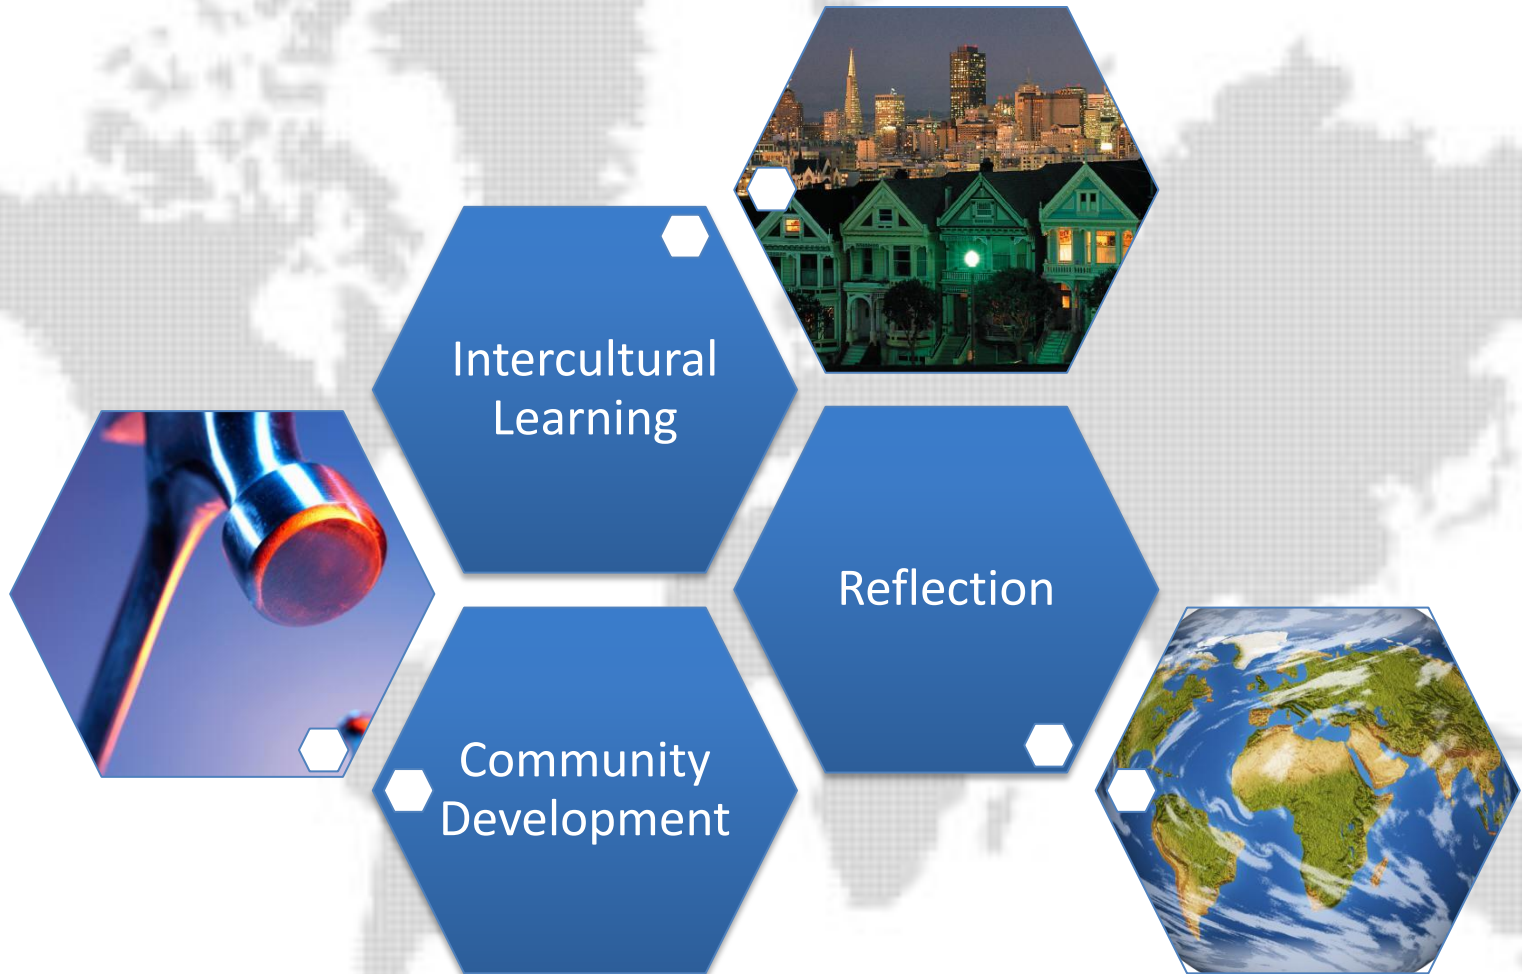 Intercultural
Learning
Reflection
Community
Development